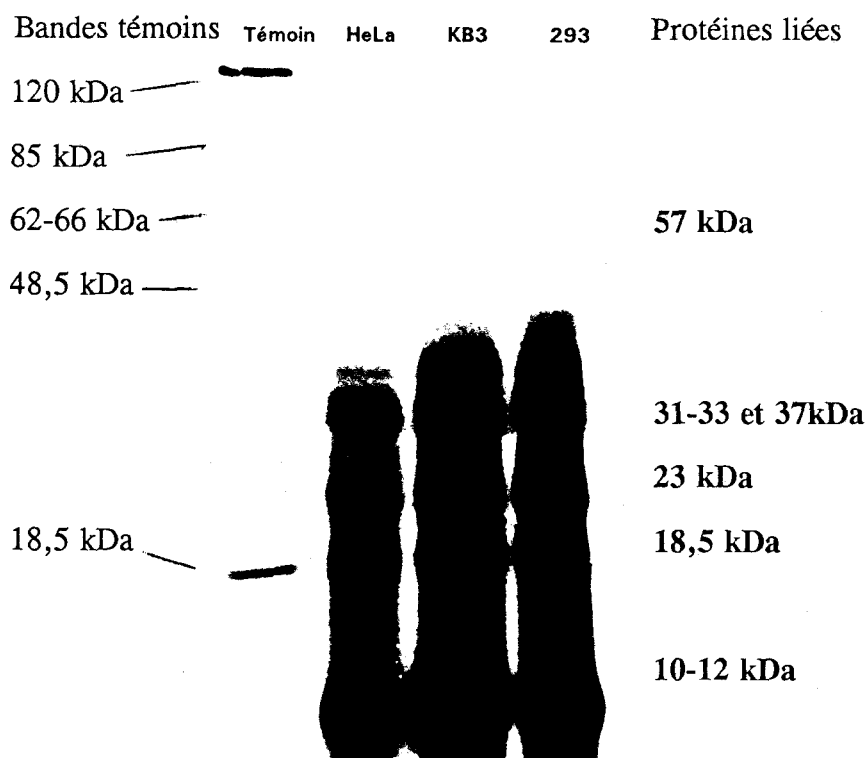 Bandes témoins Témoin HeLa KB3 293 Protéines liées
120 kDa
85 kDa
62-66 kDa 57 kDa
48,5 kDa
31-33 et 37kDa
23 kDa
18,5 kDa 18,5 kDa
10-12 kDa